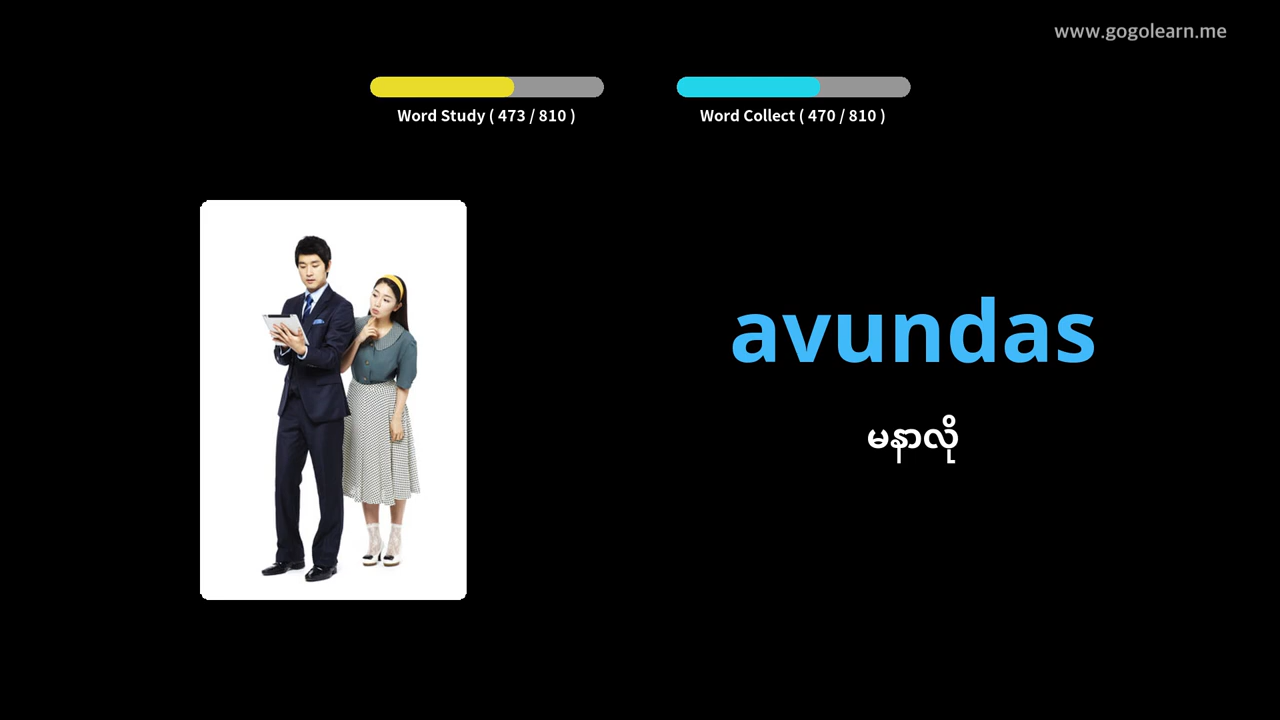 www.gogolearn.me
Word Study ( 473 / 810 )
Word Collect ( 470 / 810 )
avundas
မနာလို